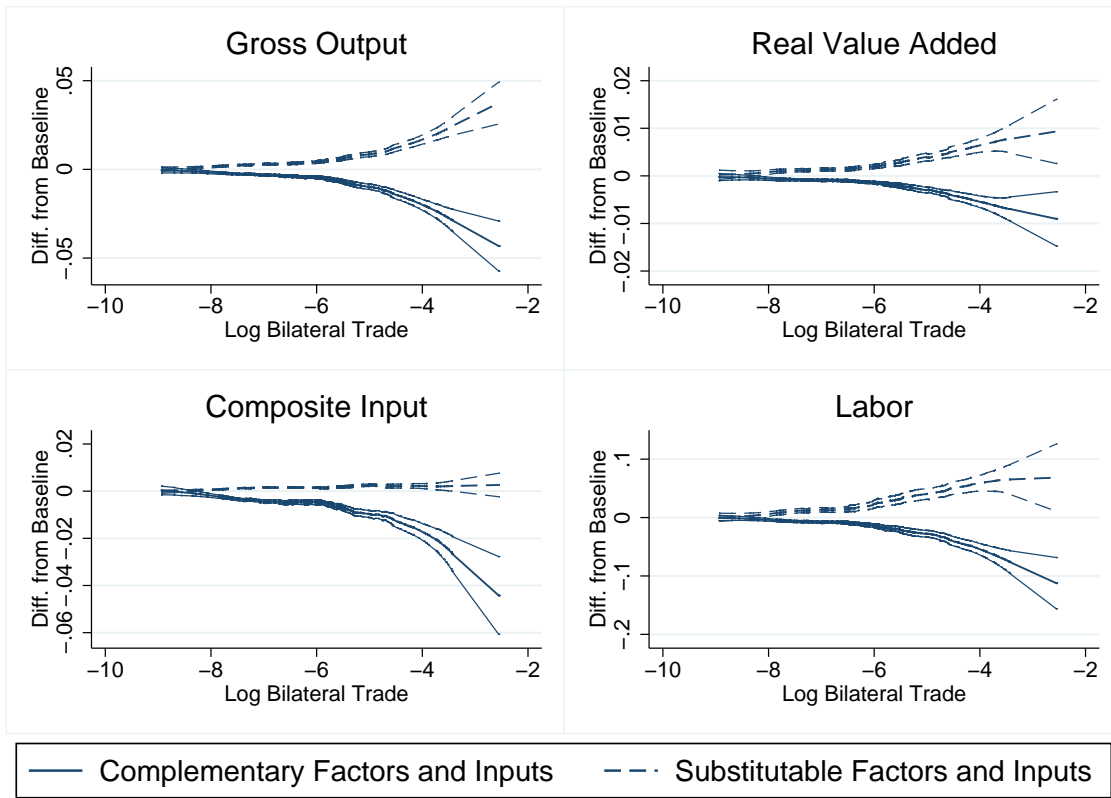 Gross Output
Diff. from Baseline
−.05 0 .05
−10 −8 −6 −4 −2
Log Bilateral Trade
Real Value Added
Diff. from Baseline
−.02 −.01 0 .01 .02
−10 −8 −6 −4 −2
Log Bilateral Trade
Composite Input
Diff. from Baseline
−.06 −.04 −.02 0 .02
−10 −8 −6 −4 −2
Log Bilateral Trade
Labor
Diff. from Baseline
−.2 −.1 0 .1
−10 −8 −6 −4 −2
Log Bilateral Trade
Complementary Factors and Inputs
Substitutable Factors and Inputs